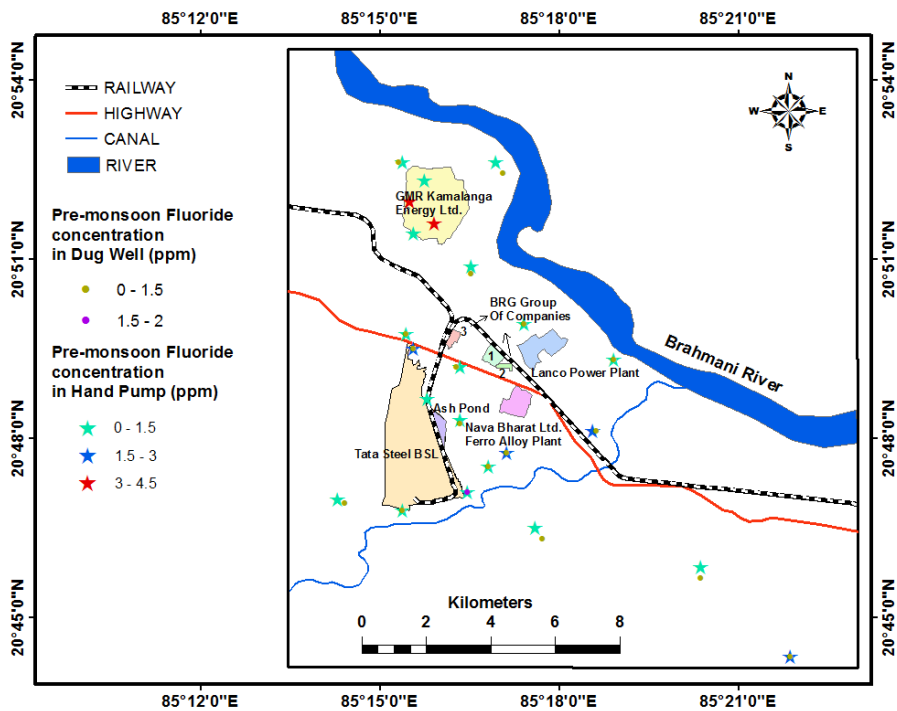 85°12'0"E 85°15'0"E 85°18'0"E 85°21'0"E
20°54'0"N
20°51'0"N
20°48'0"N
20°45'0"N
RAILWAY
HIGHWAY
CANAL
RIVER
Pre-monsoon Fluoride
concentration
in Dug Well (ppm)
0 - 1.5
1.5 - 2
Pre-monsoon Fluoride
concentration
in Hand Pump (ppm)
0 - 1.5
1.5 - 3
3 - 4.5
N
W E
S
GMR Kamalanga
Energy Ltd.
BRG Group
Of Companies
3
1
2
Lanco Power Plant
Brahmani River
Ash Pond
Nava Bharat Ltd.
Ferro Alloy Plant
Tata Steel BSL
Kilometers
0 2 4 6 8
20°54'0"N
20°51'0"N
20°48'0"N
20°45'0"N
85°12'0"E 85°15'0"E 85°18'0"E 85°21'0"E